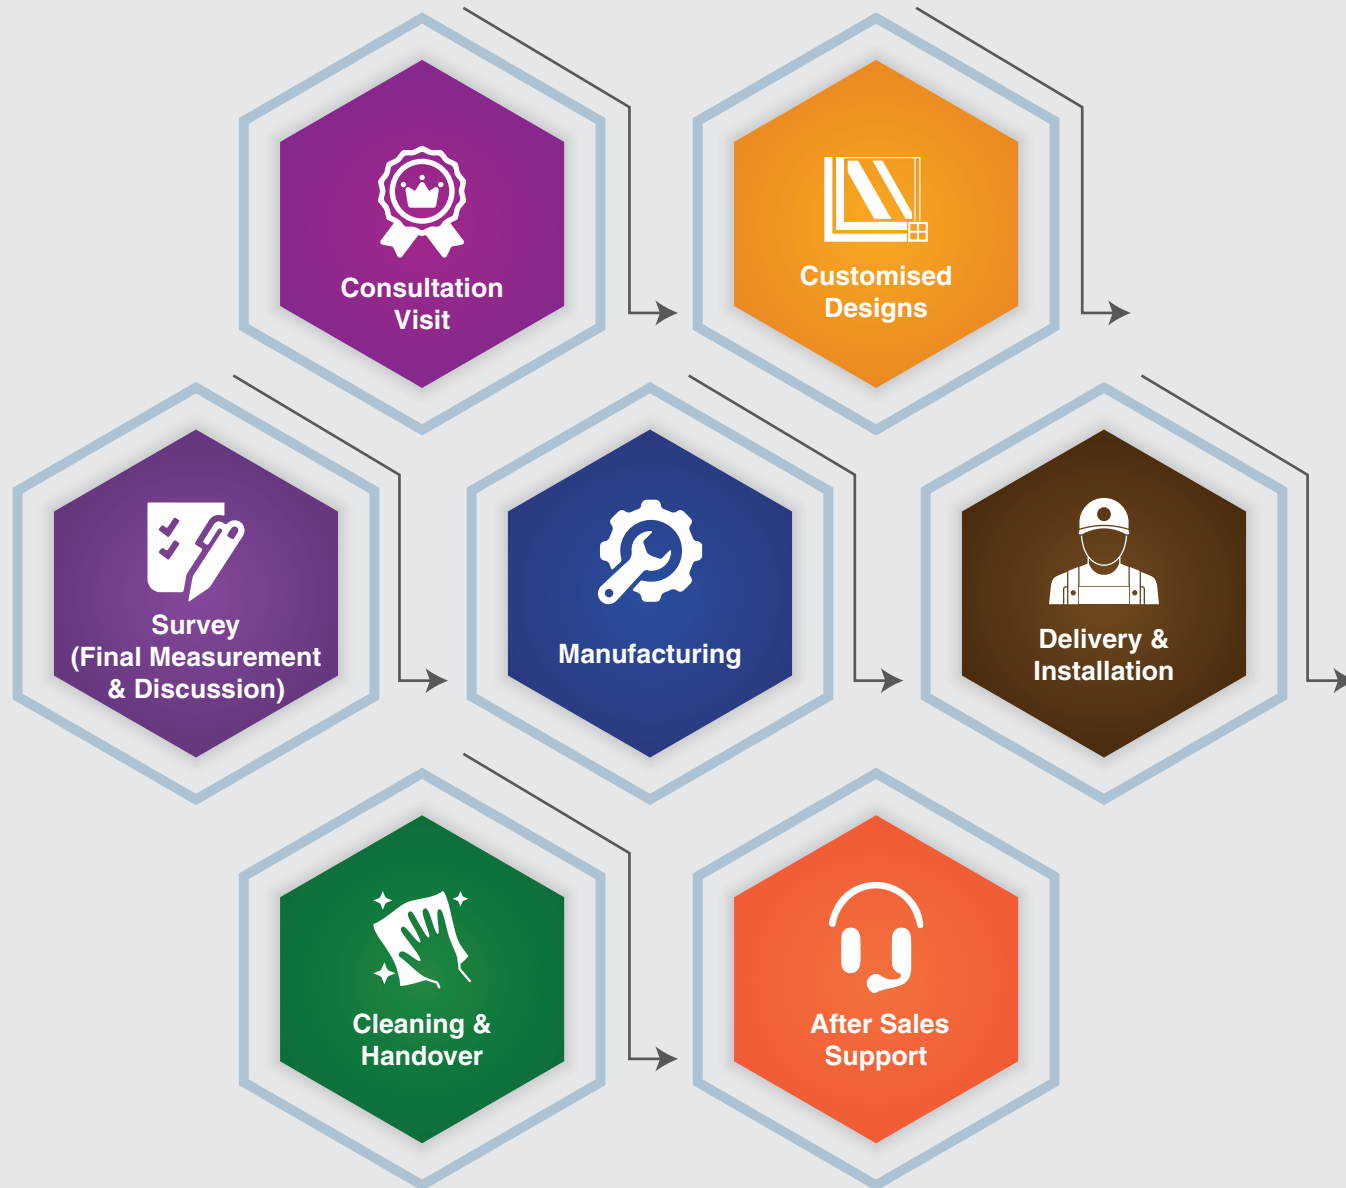 Consultation
Visit
Customised
Designs
Survey
(Final Measurement
& Discussion)
Manufacturing
Delivery &
Installation
Cleaning &
Handover
After Sales
Support